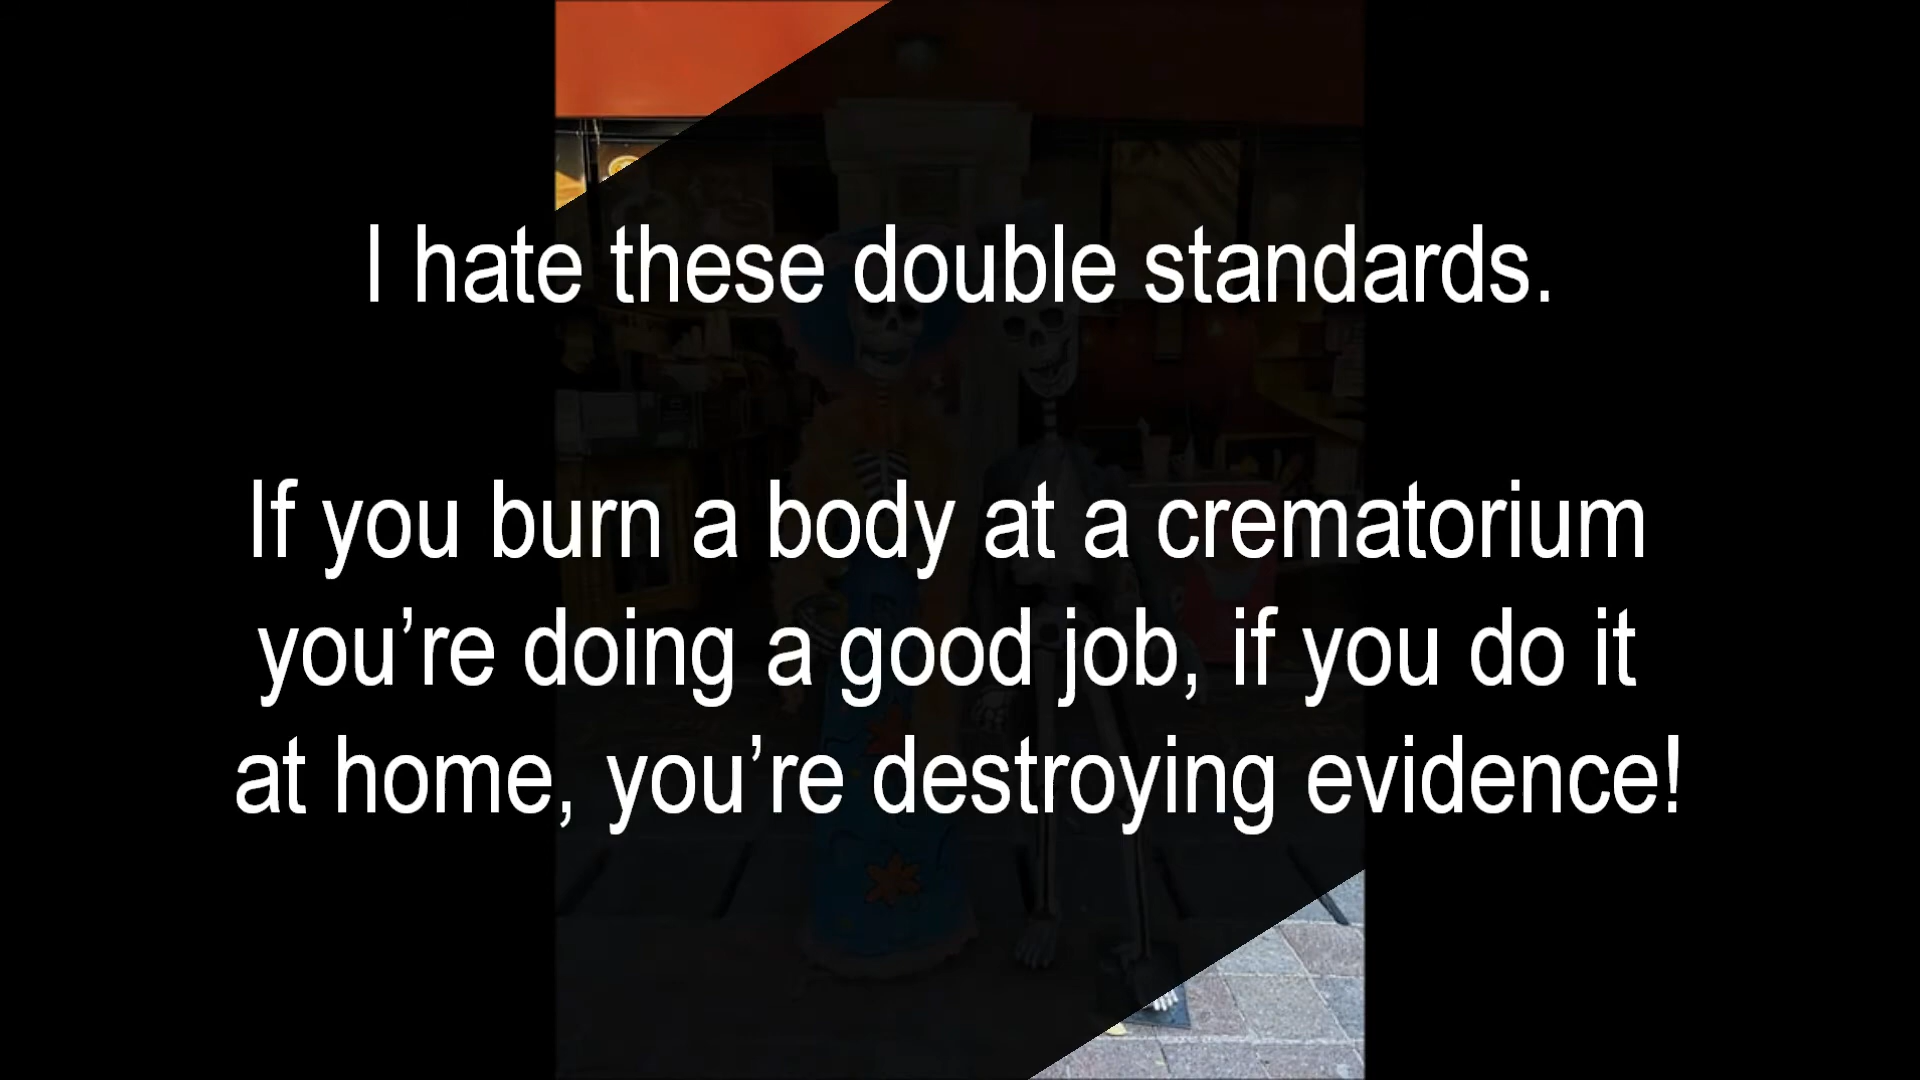 I hate these double standards.
If you burn a body at a crematorium
you’re doing a good job, if you do it
at home, you’re destroying evidence!